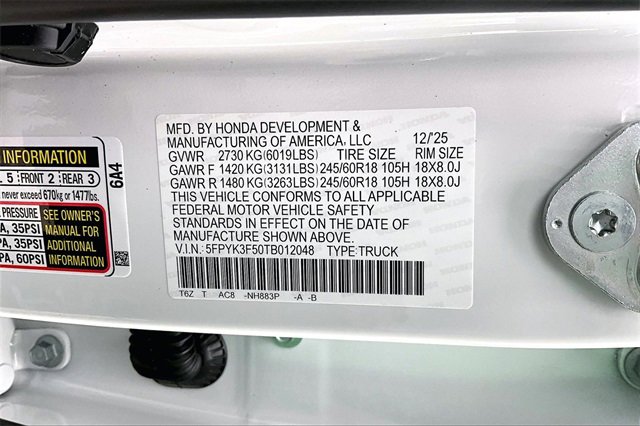 INFORMATION
L 5 FRONT 2 REAR 3
never exceed 670kg or 1477lbs.
PRESSURE SEE OWNER'S
A, 35PSI MANUAL FOR
PA, 35PSI ADDITIONAL
PA, 60PSI INFORMATION
6A4
MFD. BY HONDA DEVELOPMENT &
MANUFACTURING OF AMERICA, LLC 12/'25
GVWR 2730 KG(6019LBS) TIRE SIZE RIM SIZE
GAWR F 1420 KG(3131LBS) 245/60R18 105H 18X8.0J
GAWR R 1480 KG(3263LBS) 245/60R18 105H 18X8.0J
THIS VEHICLE CONFORMS TO ALL APPLICABLE
FEDERAL MOTOR VEHICLE SAFETY
STANDARDS IN EFFECT ON THE DATE OF
MANUFACTURE SHOWN ABOVE.
V.I.N.: 5FPYK3F50TB012048 TYPE:TRUCK
T6Z T AC8 -NH883P -A -B